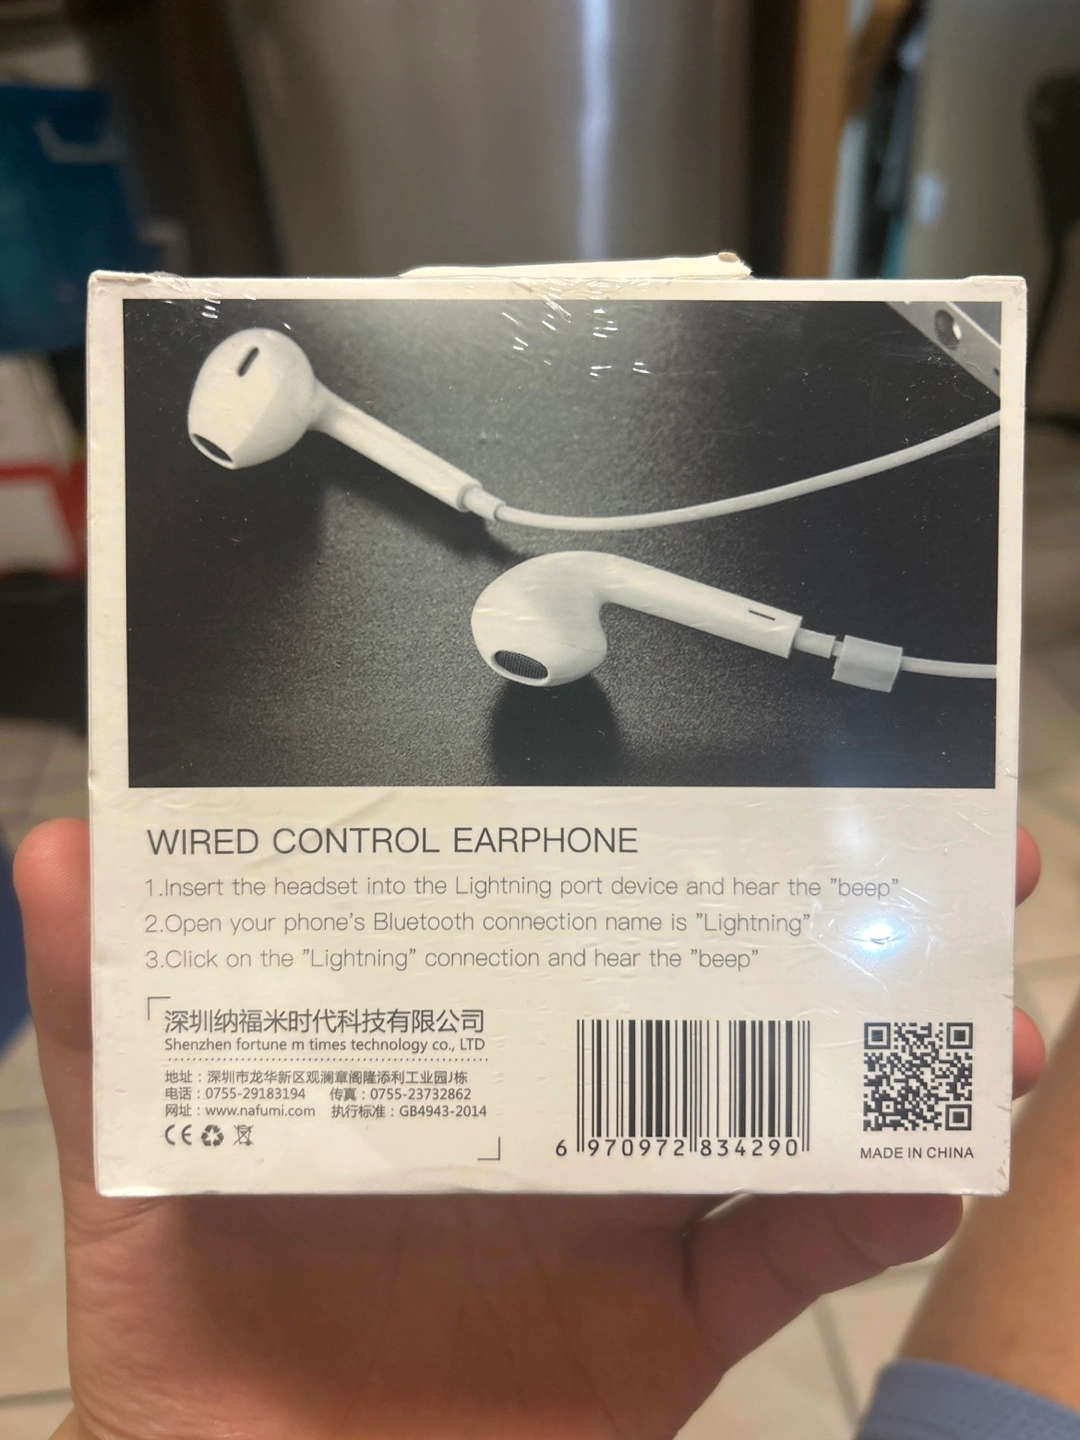 WIRED CONTROL EARPHONE
1.Insert the headset into the Lightning port device and hear the "beep"
2.Open your phone's Bluetooth connection name is "Lightning"
3.Click on the "Lightning" connection and hear the "beep"
深圳纳福米时代科技有限公司
Shenzhen fortune m times technology co., LTD
地址：深圳市龙华新区观澜章阁隆添利工业园J栋
电话：0755-29183194 传真：0755-23732862
网址：www.nafumi.com 执行标准：GB4943-2014
CE
6 970972 834290
MADE IN CHINA